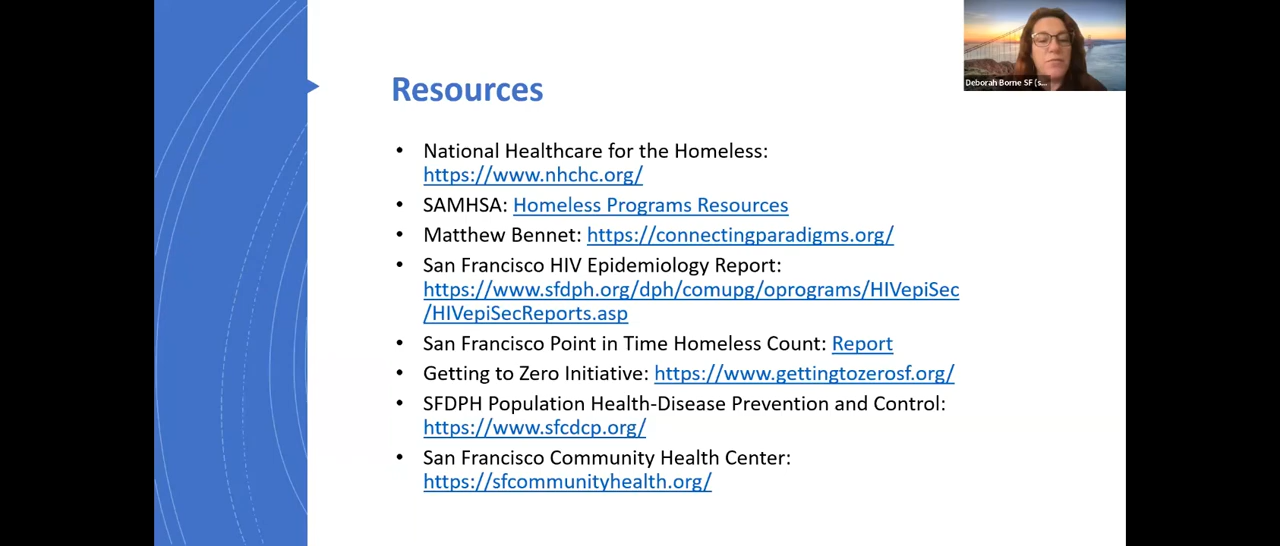 Deborah Borne SF (s...
Resources
• National Healthcare for the Homeless:
https://www.nhchc.org/
• SAMHSA: Homeless Programs Resources
• Matthew Bennet: https://connectingparadigms.org/
• San Francisco HIV Epidemiology Report:
https://www.sfdph.org/dph/comupg/oprograms/HIVepiSec
/HIVepiSecReports.asp
• San Francisco Point in Time Homeless Count: Report
• Getting to Zero Initiative: https://www.gettingtozerosf.org/
• SFDPH Population Health-Disease Prevention and Control:
https://www.sfcdcp.org/
• San Francisco Community Health Center:
https://sfcommunityhealth.org/